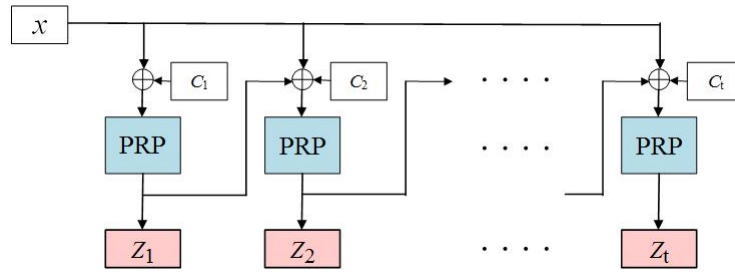 x
C₁ C₂ · · · · Cₜ
PRP PRP · · · · PRP
Z₁ Z₂ · · · · Zₜ